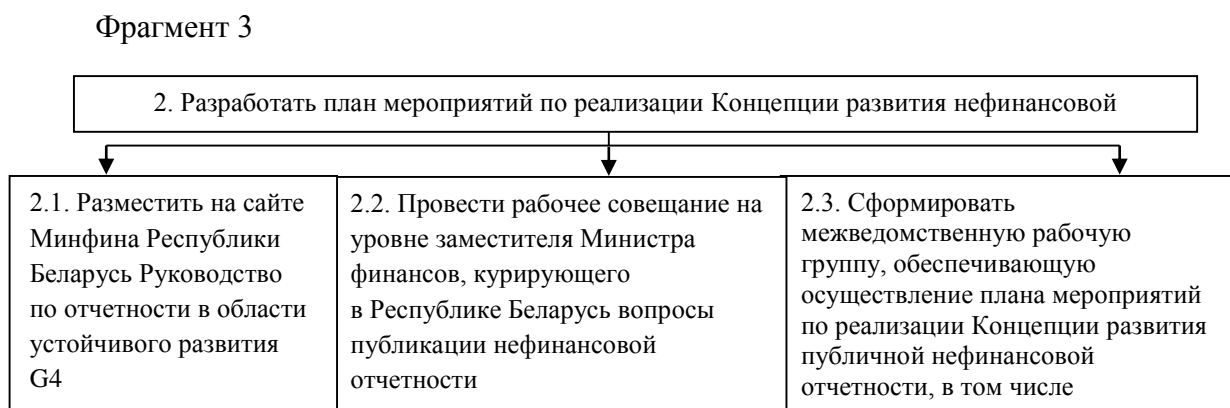 Фрагмент 3
2. Разработать план мероприятий по реализации Концепции развития нефинансовой
2.1. Разместить на сайте
Минфина Республики
Беларусь Руководство
по отчетности в области
устойчивого развития
G4
2.2. Провести рабочее совещание на
уровне заместителя Министра
финансов, курирующего
в Республике Беларусь вопросы
публикации нефинансовой
отчетности
2.3. Сформировать
межведомственную рабочую
группу, обеспечивающую
осуществление плана мероприятий
по реализации Концепции развития
публичной нефинансовой
отчетности, в том числе